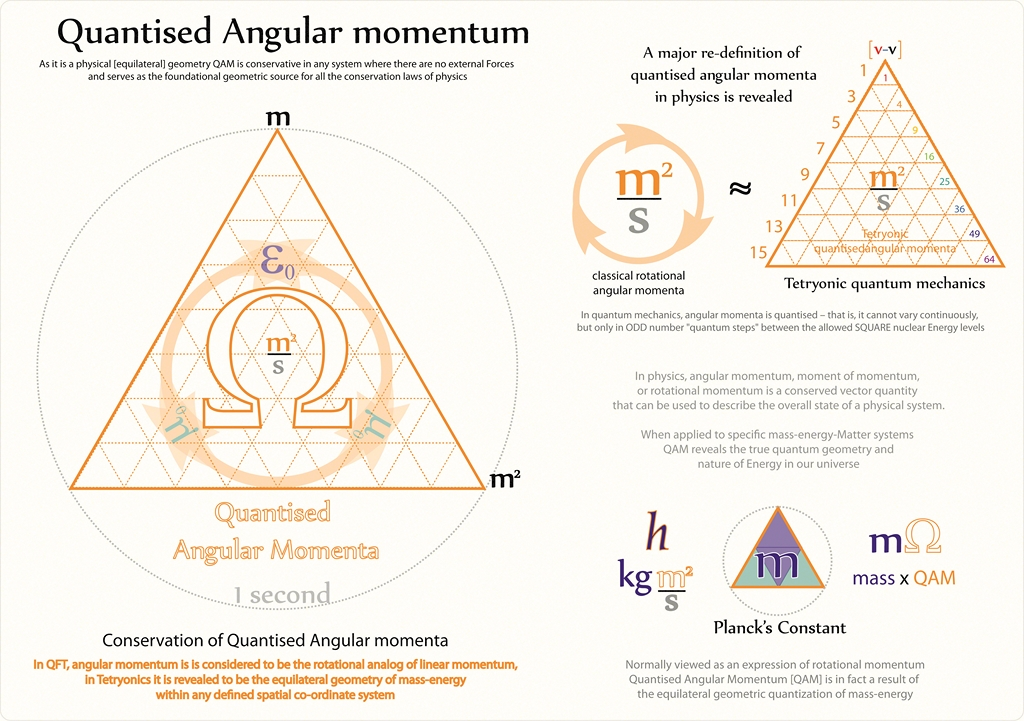 Quantised Angular momentum
As it is a physical [equilateral] geometry QAM is conservative in any system where there are no external Forces
and serves as the foundational geometric source for all the conservation laws of physics
m
ε0
m²
s
Ω
μ0
μ0
m²
Quantised
Angular Momenta
1 second
Conservation of Quantised Angular momenta
In QFT, angular momentum is is considered to be the rotational analog of linear momentum,
in Tetryonics it is revealed to be the equilateral geometry of mass-energy
within any defined spatial co-ordinate system
A major re-definition of
quantised angular momenta
in physics is revealed
m²
s
classical rotational
angular momenta
≈
[v-v]
1 1
3 4
5 9
7 16
9 25
11 36
13 49
15 64
m²
s
Tetryonic
quantised angular momenta
Tetryonic quantum mechanics
In quantum mechanics, angular momenta is quantised – that is, it cannot vary continuously,
but only in ODD number "quantum steps" between the allowed SQUARE nuclear Energy levels
In physics, angular momentum, moment of momentum,
or rotational momentum is a conserved vector quantity
that can be used to describe the overall state of a physical system.
When applied to specific mass-energy-Matter systems
QAM reveals the true quantum geometry and
nature of Energy in our universe
h
kg m²
s
m
mΩ
mass x QAM
Planck's Constant
Normally viewed as an expression of rotational momentum
Quantised Angular Momentum [QAM] is in fact a result of
the equilateral geometric quantization of mass-energy